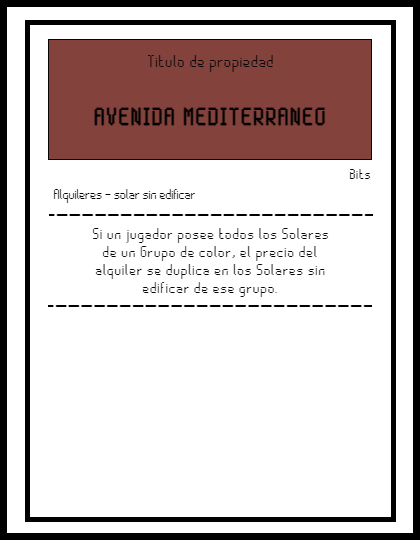 Titulo de propiedad
AVENIDA MEDITERRANEO
Bits
Alquileres - solar sin edificar
Si un jugador posee todos los Solares
de un Grupo de color, el precio del
alquiler se duplica en los Solares sin
edificar de ese grupo.